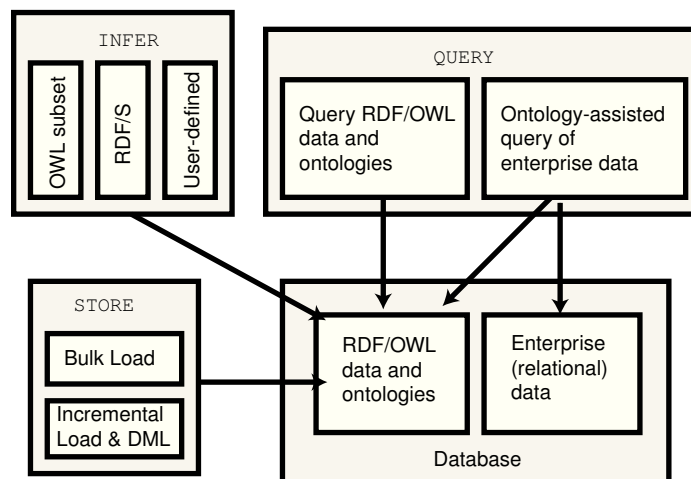 INFER
OWL subset
RDF/S
User-defined
QUERY
Query RDF/OWL
data and
ontologies
Ontology-assisted
query of
enterprise data
STORE
Bulk Load
Incremental
Load & DML
RDF/OWL
data and
ontologies
Enterprise
(relational)
data
Database